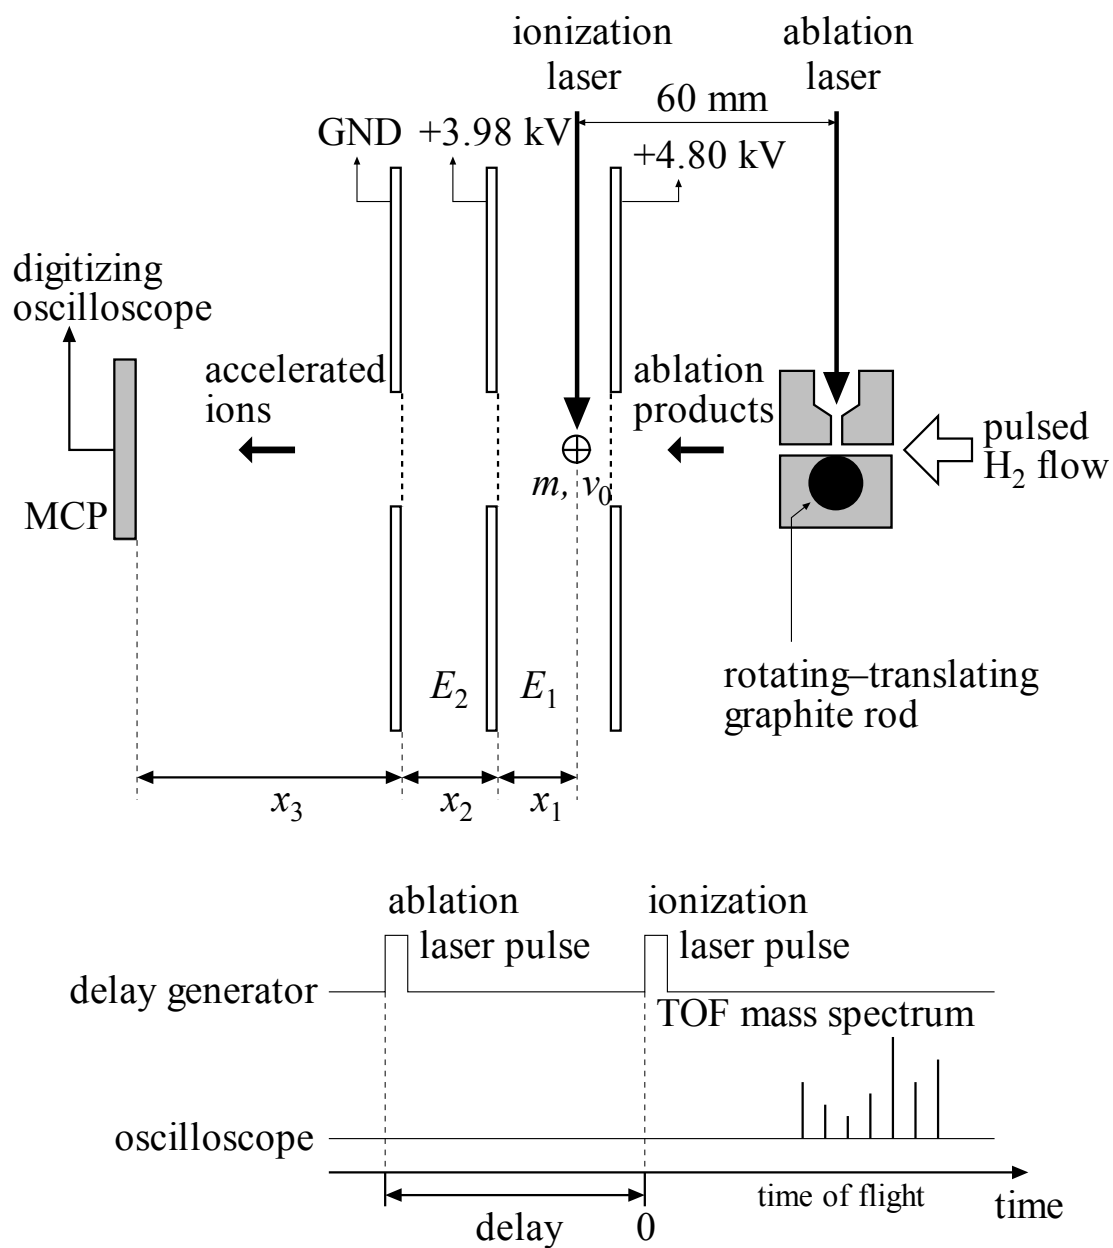 ionization
laser
ablation
laser
60 mm
GND
+3.98 kV
+4.80 kV
digitizing
oscilloscope
accelerated
ions
ablation
products
pulsed
H₂ flow
MCP
m, v₀
E₂
E₁
rotating–translating
graphite rod
x₃
x₂
x₁
ablation
laser pulse
ionization
laser pulse
delay generator
TOF mass spectrum
oscilloscope
time of flight
time
delay
0